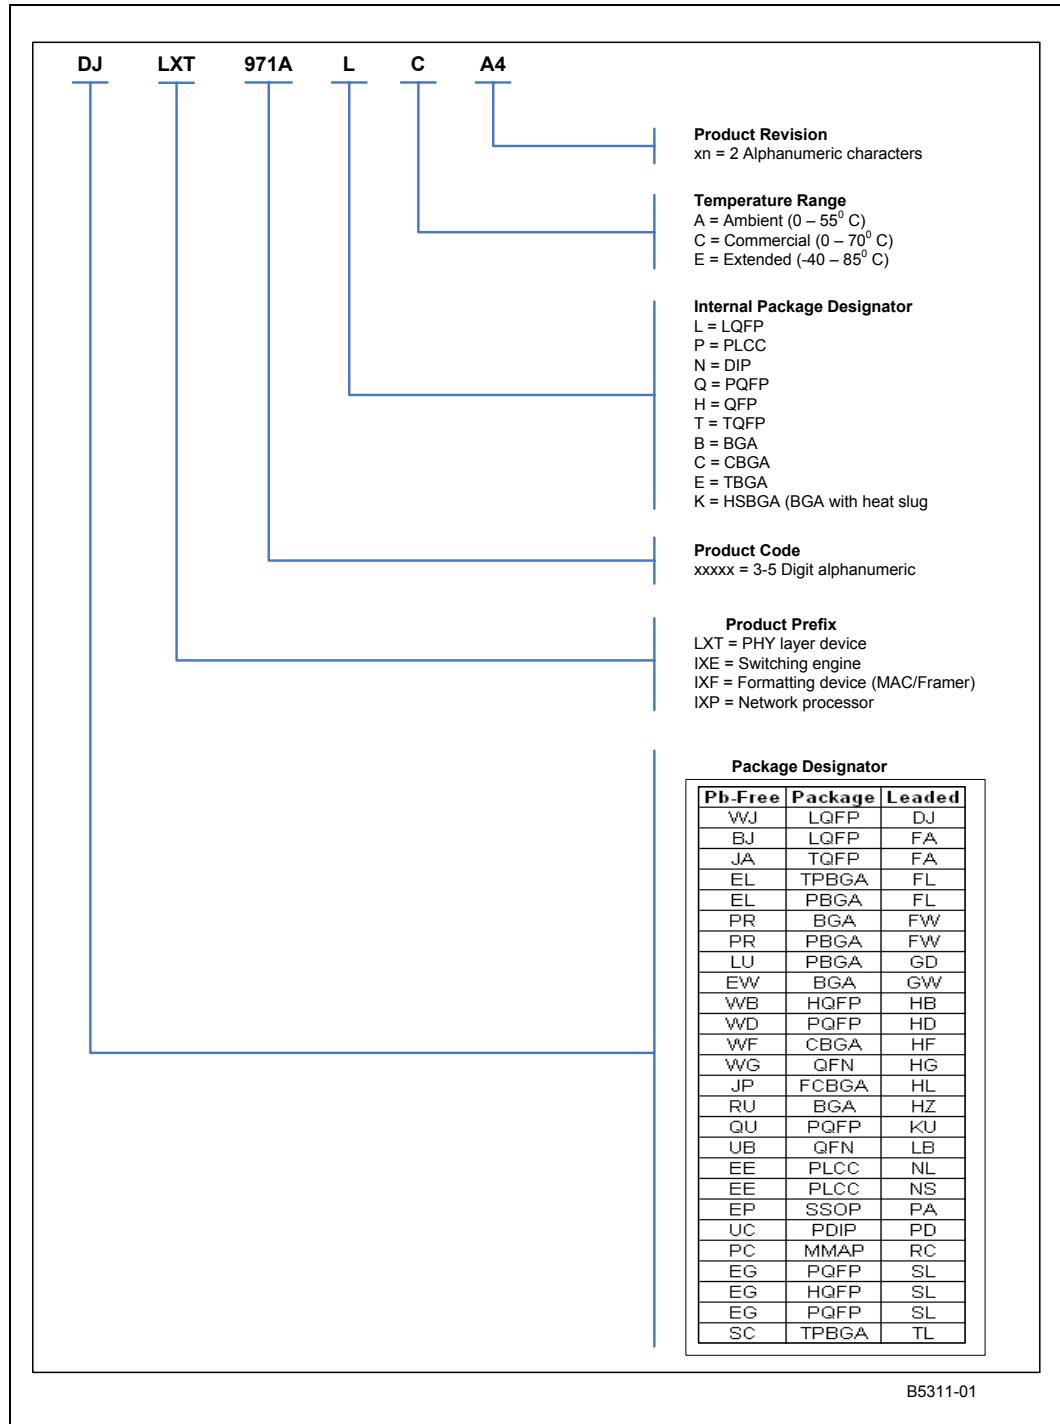 DJ LXT 971A L C A4
Product Revision
xn = 2 Alphanumeric characters
Temperature Range
A = Ambient (0 – 55⁰ C)
C = Commercial (0 – 70⁰ C)
E = Extended (-40 – 85⁰ C)
Internal Package Designator
L = LQFP
P = PLCC
N = DIP
Q = PQFP
H = QFP
T = TQFP
B = BGA
C = CBGA
E = TBGA
K = HSBGA (BGA with heat slug
Product Code
xxxxx = 3-5 Digit alphanumeric
Product Prefix
LXT = PHY layer device
IXE = Switching engine
IXF = Formatting device (MAC/Framer)
IXP = Network processor
Package Designator
Pb-Free Package Leaded
WJ LQFP DJ
BJ LQFP FA
JA TQFP FA
EL TPBGA FL
EL PBGA FL
PR BGA FW
PR PBGA FW
LU PBGA GD
EW BGA GW
WB HQFP HB
WD PQFP HD
WF CBGA HF
WG QFN HG
JP FCBGA HL
RU BGA HZ
QU PQFP KU
UB QFN LB
EE PLCC NL
EE PLCC NS
EP SSOP PA
UC PDIP PD
PC MMAP RC
EG PQFP SL
EG HQFP SL
EG PQFP SL
SC TPBGA TL
B5311-01